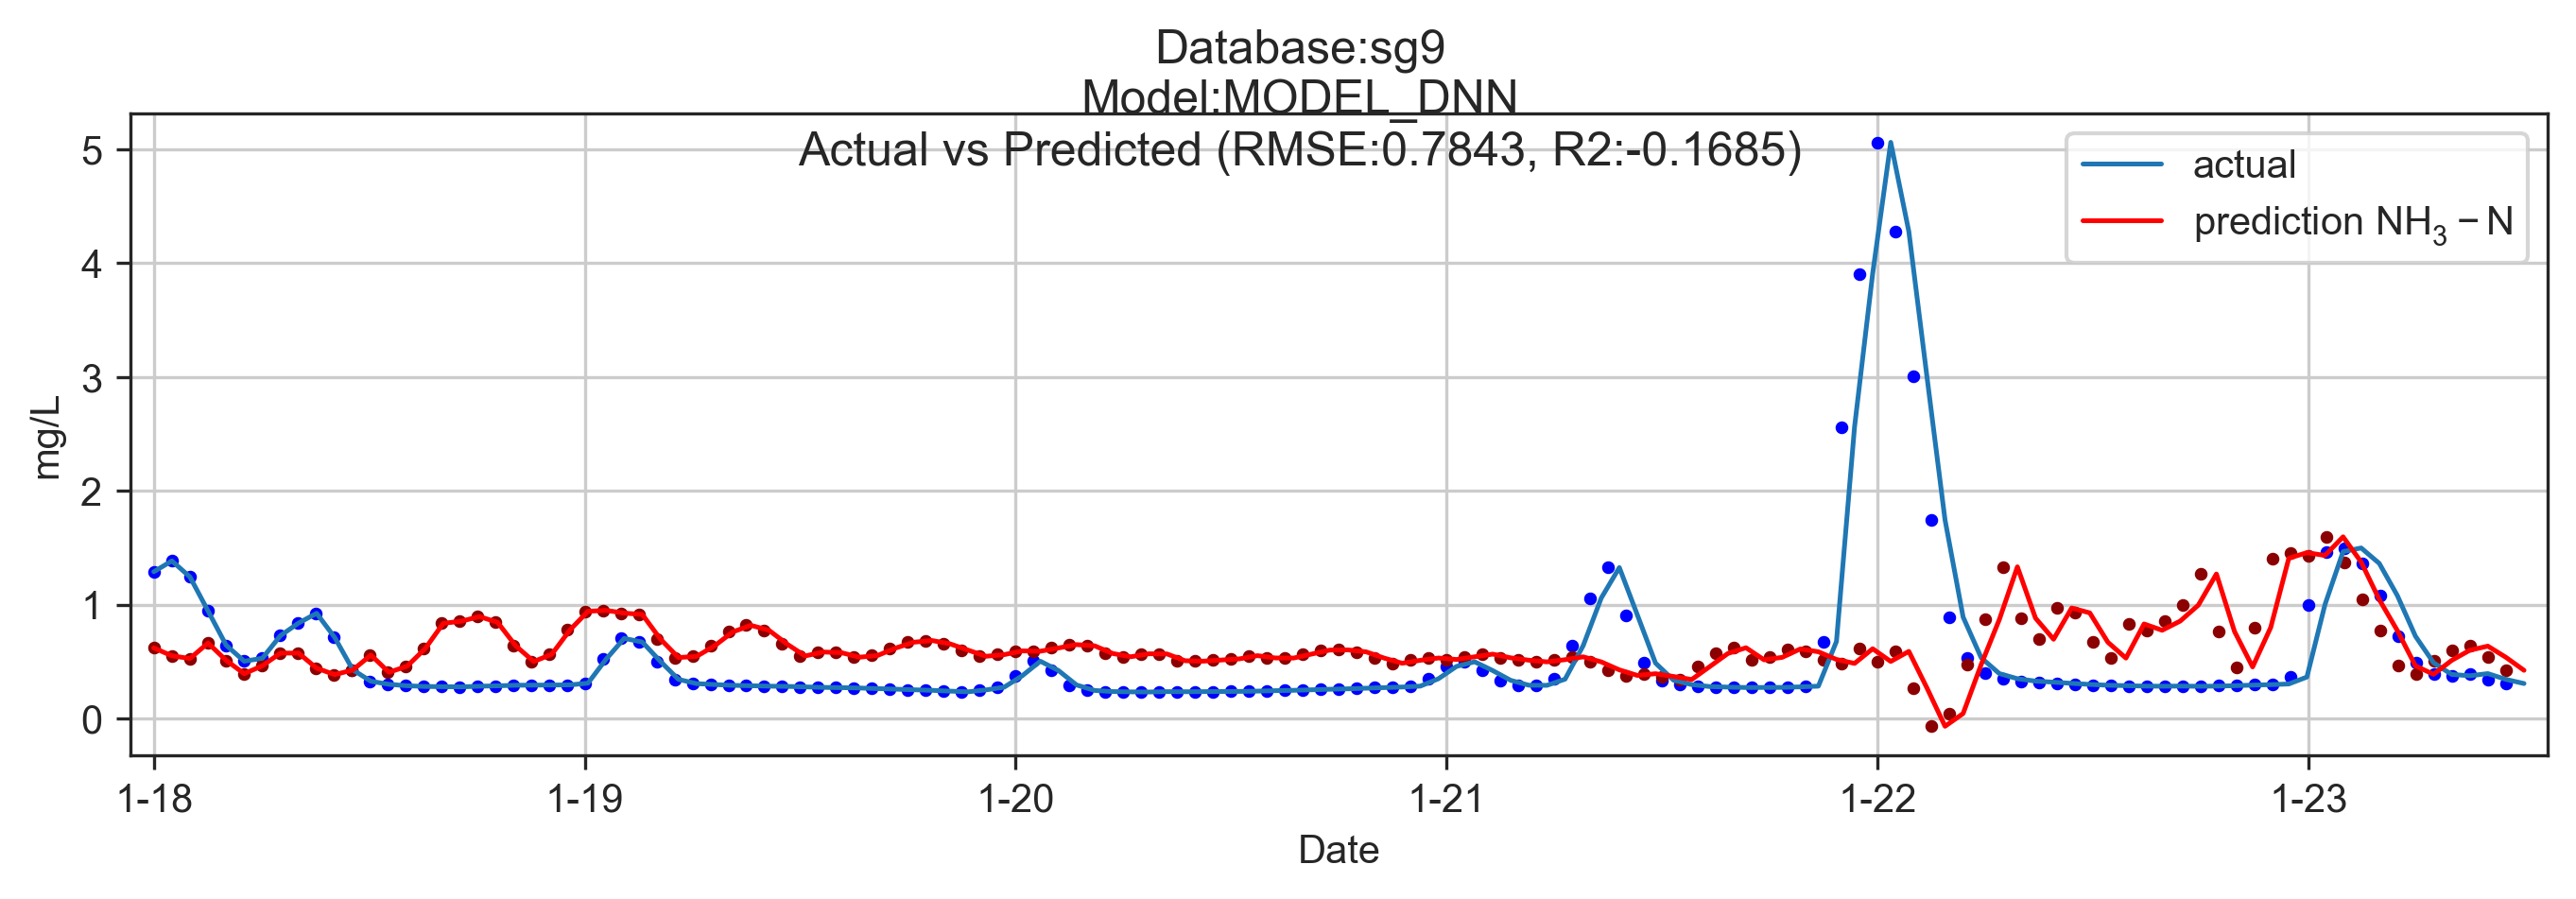 Database:sg9
Model:MODEL_DNN
Actual vs Predicted (RMSE:0.7843, R2:-0.1685)
actual
prediction NH₃ − N
5
4
3
2
1
0
mg/L
1-18 1-19 1-20 1-21 1-22 1-23
Date